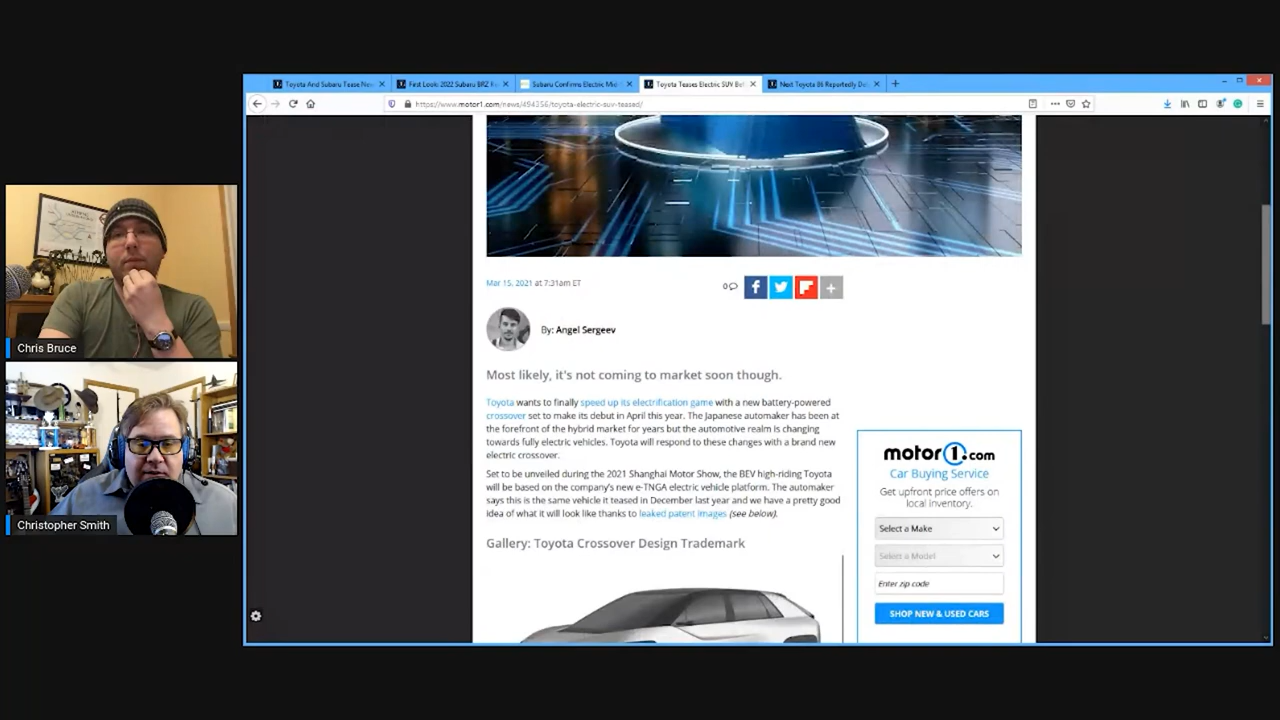 Toyota And Subaru Tease New
First Look: 2022 Subaru BRZ
Subaru Confirms Electric Mid
Toyota Teases Electric SUV Be
Next Toyota 86 Reportedly De
https://www.motor1.com/news/494356/toyota-electric-suv-teased/
Mar 15, 2021 at 7:31am ET
0
By: Angel Sergeev
Most likely, it's not coming to market soon though.
Toyota wants to finally speed up its electrification game with a new battery-powered
crossover set to make its debut in April this year. The Japanese automaker has been at
the forefront of the hybrid market for years but the automotive realm is changing
towards fully electric vehicles. Toyota will respond to these changes with a brand new
electric crossover.
Set to be unveiled during the 2021 Shanghai Motor Show, the BEV high-riding Toyota
will be based on the company's new e-TNGA electric vehicle platform. The automaker
says this is the same vehicle it teased in December last year and we have a pretty good
idea of what it will look like thanks to leaked patent images (see below).
Gallery: Toyota Crossover Design Trademark
motor1.com
Car Buying Service
Get upfront price offers on
local inventory.
Select a Make
Select a Model
Enter zip code
SHOP NEW & USED CARS
Chris Bruce
Christopher Smith